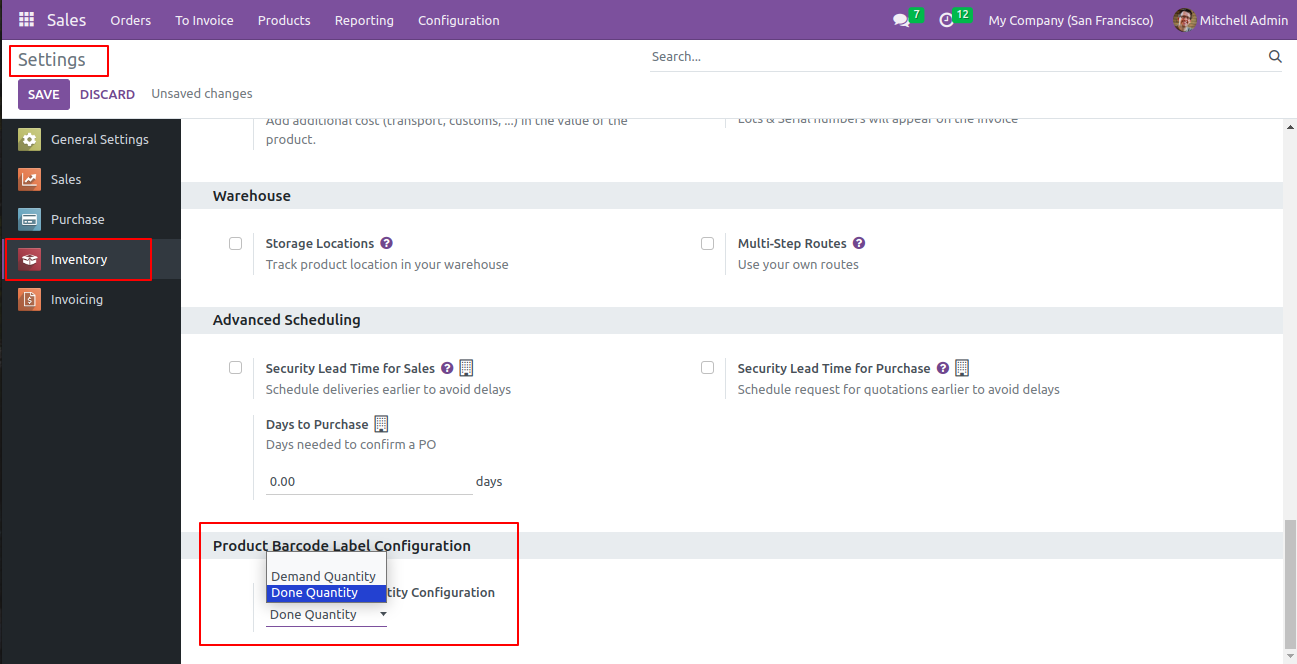 Sales Orders To Invoice Products Reporting Configuration 7 12 My Company (San Francisco) Mitchell Admin
Settings
Search...
SAVE DISCARD Unsaved changes
General Settings
Sales
Purchase
Inventory
Invoicing
Add additional cost (transport, customs, ...) in the value of the
product.
Lots & Serial numbers will appear on the invoice
Warehouse
Storage Locations ?
Track product location in your warehouse
Multi-Step Routes ?
Use your own routes
Advanced Scheduling
Security Lead Time for Sales ?
Schedule deliveries earlier to avoid delays
Security Lead Time for Purchase ?
Schedule request for quotations earlier to avoid delays
Days to Purchase
Days needed to confirm a PO
0.00 days
Product Barcode Label Configuration
Demand Quantity
Done Quantity
tity Configuration
Done Quantity